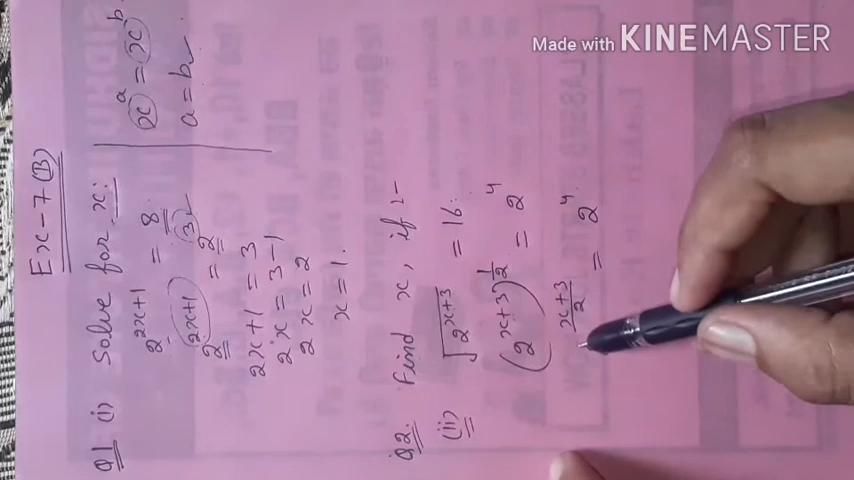 Made with KINEMASTER
Ex-7(B)
Q1 (i) Solve for x:
2^{2x+1} = 8
2^{2x+1} = 2^{3}
2x+1 = 3
2x = 3-1
2x = 2
x = 1.
x^{a} = x^{b}
a = b
Q2. Find x, if :-
(ii) √2^{x+3} = 16.
(2^{x+3})^{1/2} = 2^{4}
2^{x+3/2} = 2^{4}